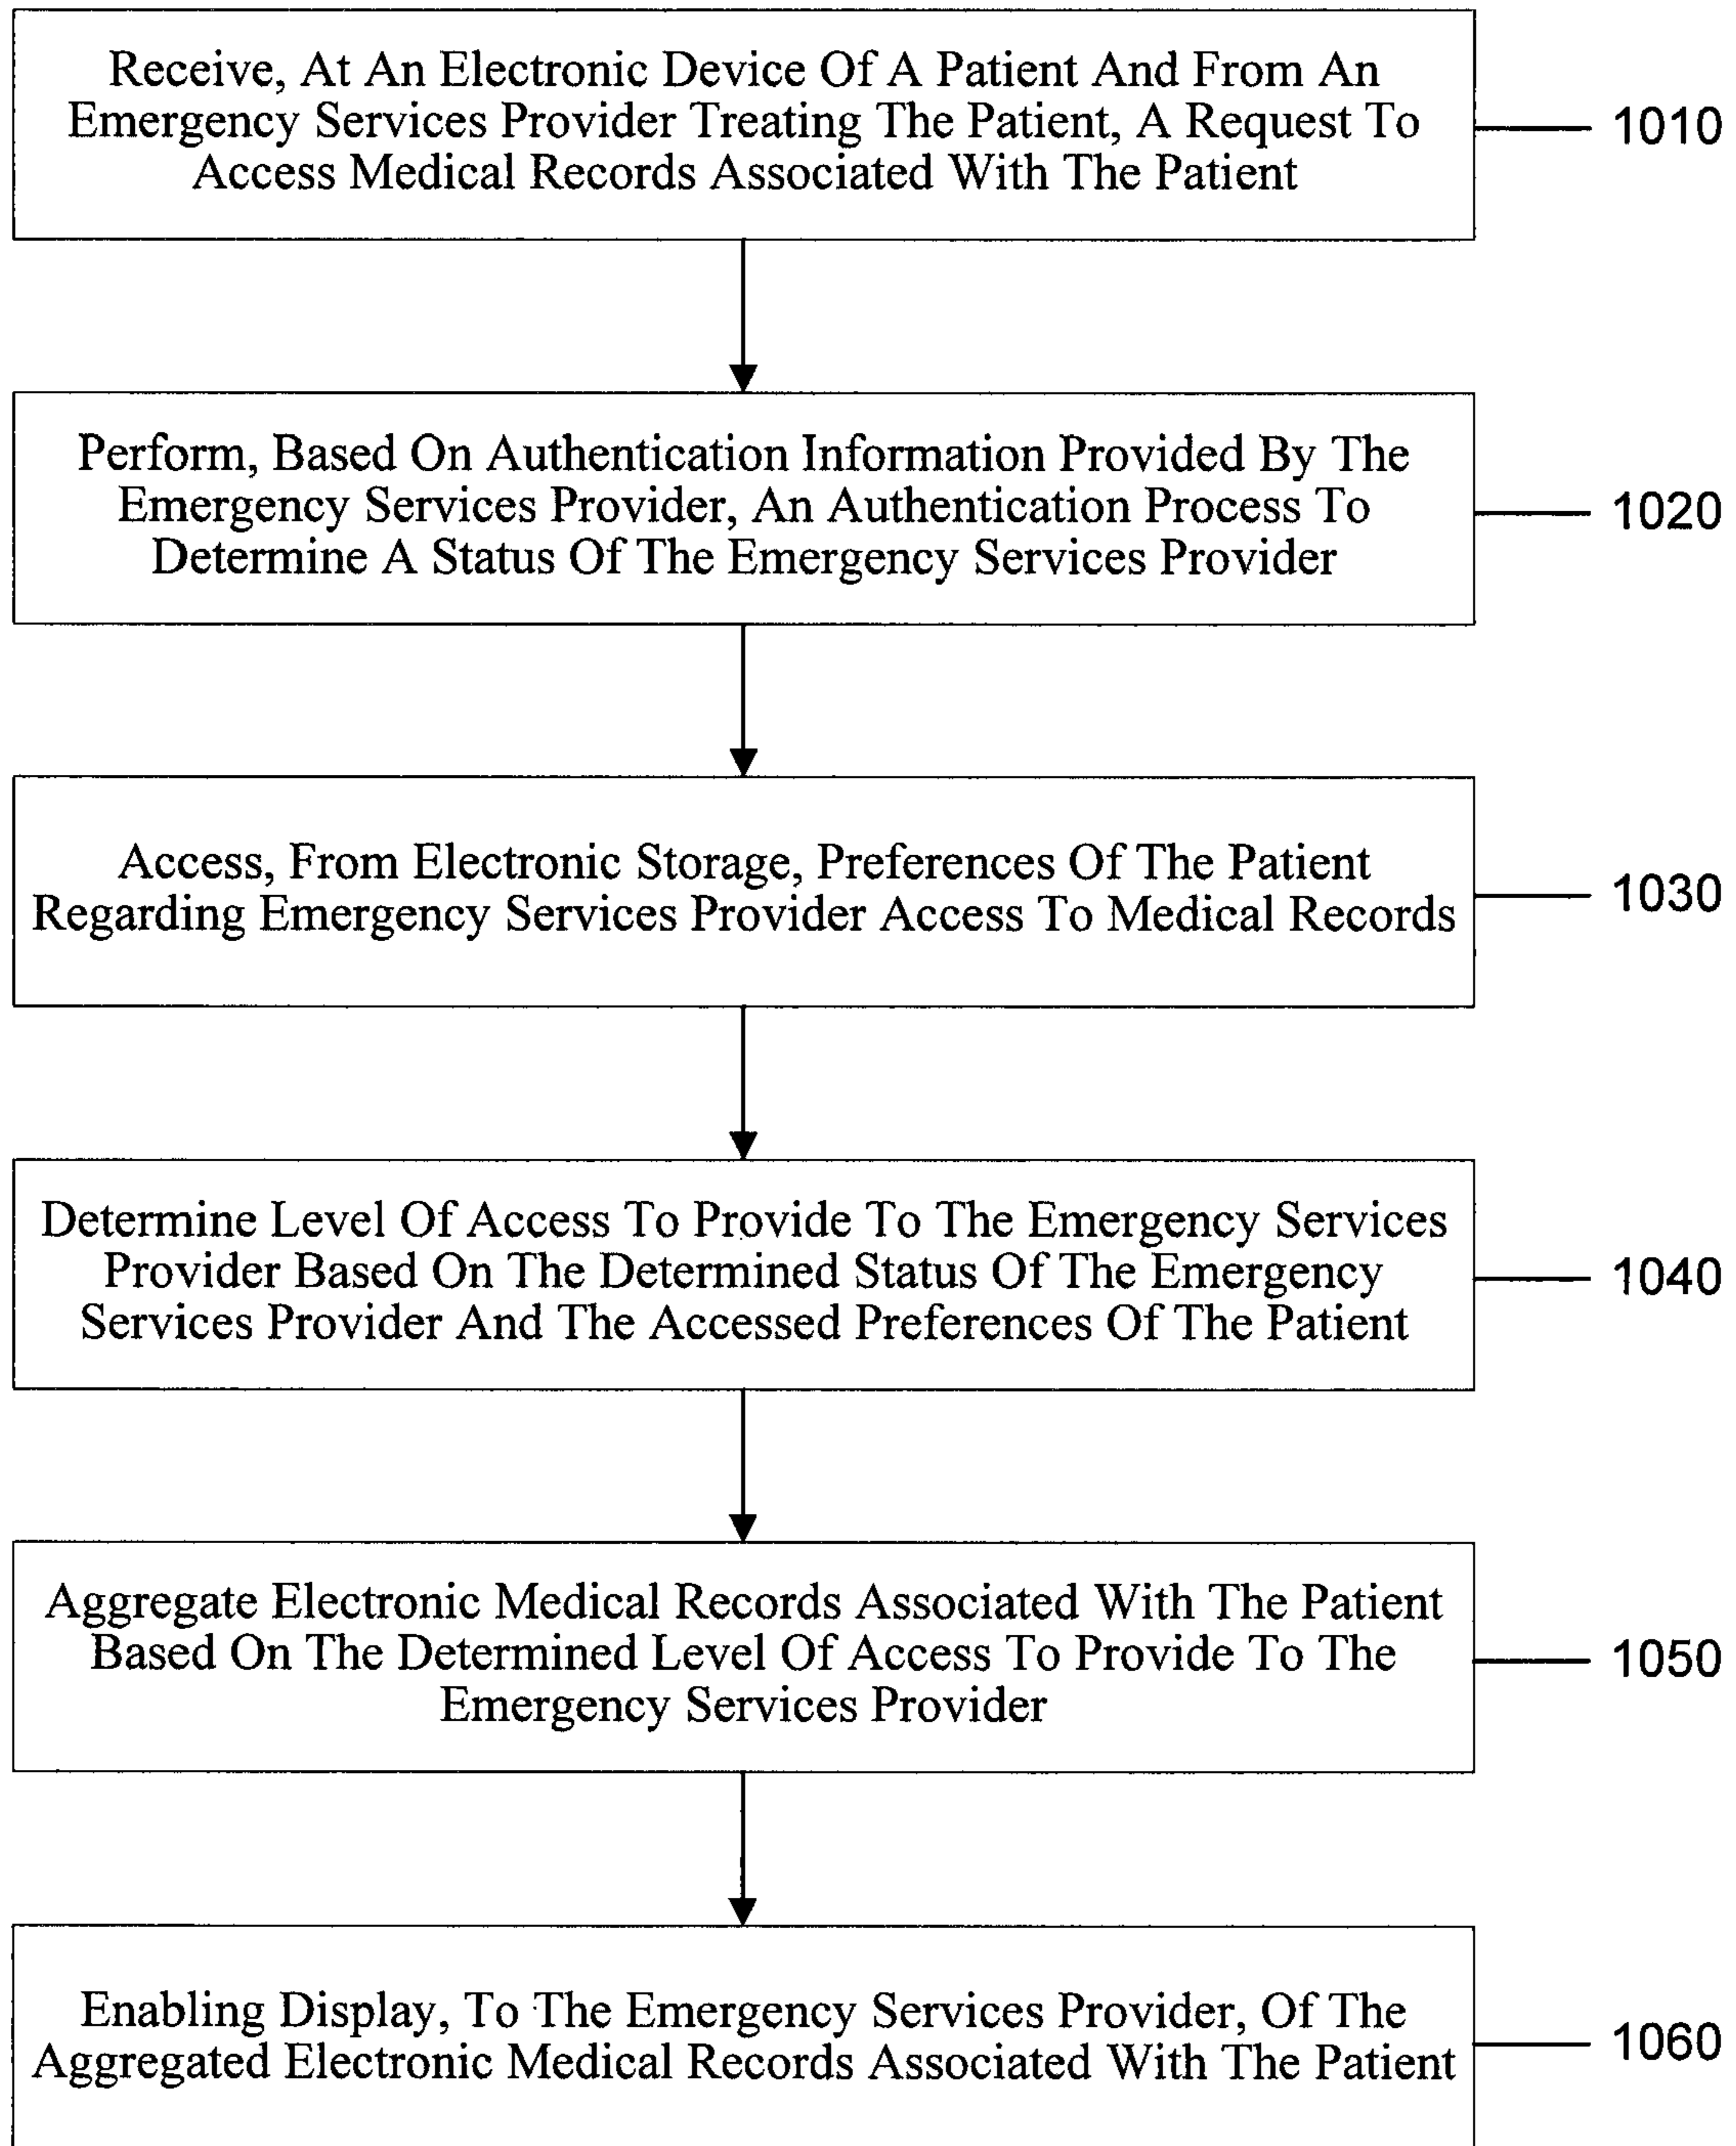 Receive, At An Electronic Device Of A Patient And From An
Emergency Services Provider Treating The Patient, A Request To
Access Medical Records Associated With The Patient
1010
Perform, Based On Authentication Information Provided By The
Emergency Services Provider, An Authentication Process To
Determine A Status Of The Emergency Services Provider
1020
Access, From Electronic Storage, Preferences Of The Patient
Regarding Emergency Services Provider Access To Medical Records
1030
Determine Level Of Access To Provide To The Emergency Services
Provider Based On The Determined Status Of The Emergency
Services Provider And The Accessed Preferences Of The Patient
1040
Aggregate Electronic Medical Records Associated With The Patient
Based On The Determined Level Of Access To Provide To The
Emergency Services Provider
1050
Enabling Display, To The Emergency Services Provider, Of The
Aggregated Electronic Medical Records Associated With The Patient
1060